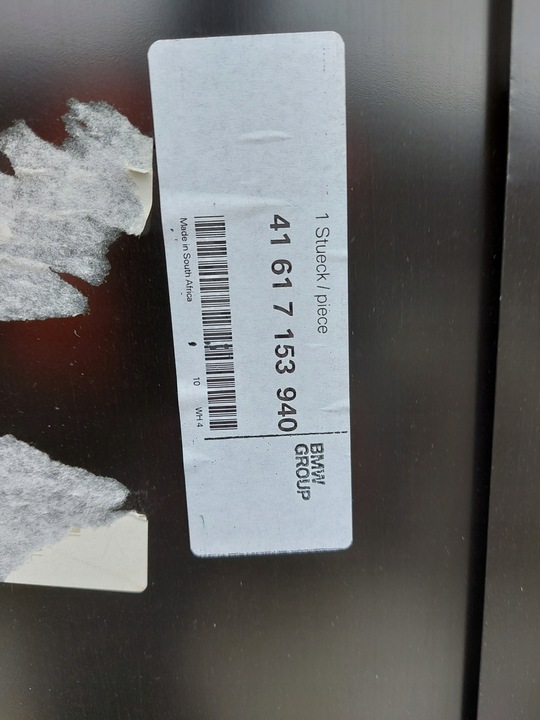 1 Stueck / piece
BMW
GROUP
41 61 7 153 940
10 WH 4
Made in South Africa